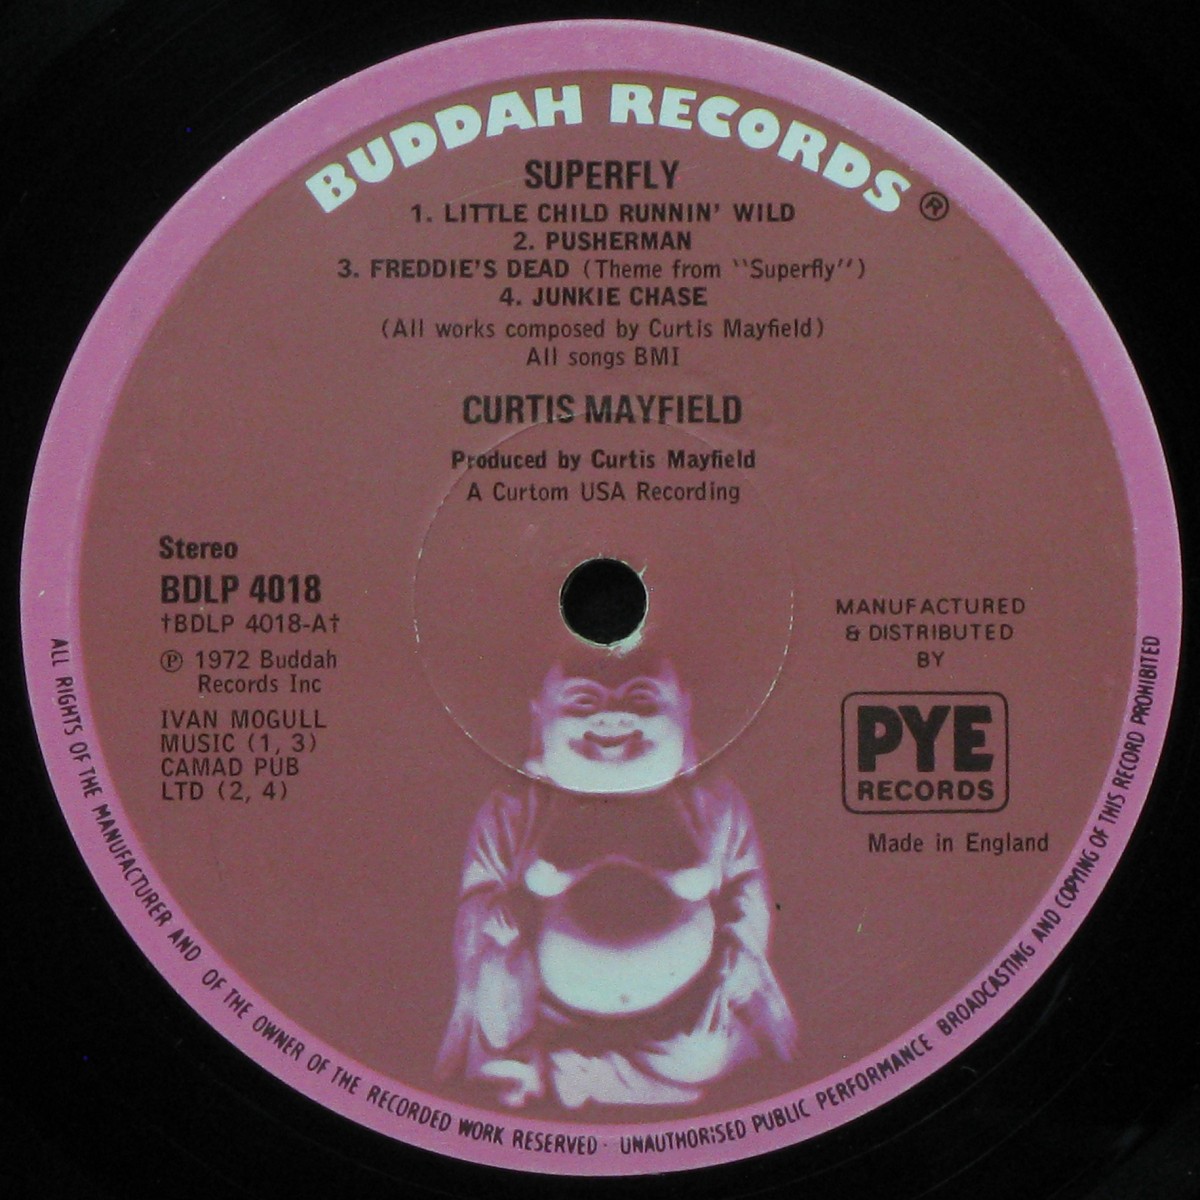 BUDDAH RECORDS ®
SUPERFLY
1. LITTLE CHILD RUNNIN' WILD
2. PUSHERMAN
3. FREDDIE'S DEAD (Theme from "Superfly")
4. JUNKIE CHASE
(All works composed by Curtis Mayfield)
All songs BMI
CURTIS MAYFIELD
Produced by Curtis Mayfield
A Curtom USA Recording
Stereo
BDLP 4018
†BDLP 4018-A†
℗ 1972 Buddah
Records Inc
IVAN MOGULL
MUSIC (1, 3)
CAMAD PUB
LTD (2, 4)
MANUFACTURED
& DISTRIBUTED
BY
PYE
RECORDS
Made in England
ALL RIGHTS OF THE MANUFACTURER AND OF THE OWNER OF THE RECORDED WORK RESERVED · UNAUTHORISED PUBLIC PERFORMANCE BROADCASTING AND COPYING OF THIS RECORD PROHIBITED